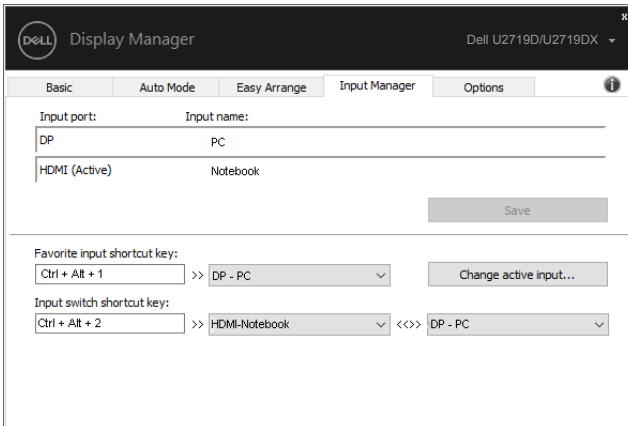 x
DELL Display Manager Dell U2719D/U2719DX
Basic Auto Mode Easy Arrange Input Manager Options i
Input port: Input name:
DP PC
HDMI (Active) Notebook
Save
Favorite input shortcut key:
Ctrl + Alt + 1 >> DP - PC Change active input...
Input switch shortcut key:
Ctrl + Alt + 2 >> HDMI-Notebook <<>> DP - PC